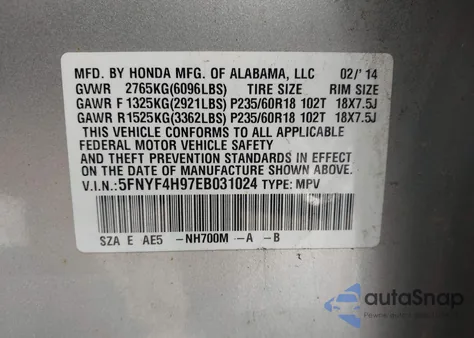 MFD. BY HONDA MFG. OF ALABAMA, LLC 02/'14
GVWR 2765KG(6096LBS) TIRE SIZE RIM SIZE
GAWR F 1325KG(2921LBS) P235/60R18 102T 18X7.5J
GAWR R 1525KG(3362LBS) P235/60R18 102T 18X7.5J
THIS VEHICLE CONFORMS TO ALL APPLICABLE
FEDERAL MOTOR VEHICLE SAFETY
AND THEFT PREVENTION STANDARDS IN EFFECT
ON THE DATE OF MANUFACTURE SHOWN ABOVE.
V.I.N.:5FNYF4H97EB031024 TYPE: MPV
SZA E AE5 -NH700M -A -B
autoSnap